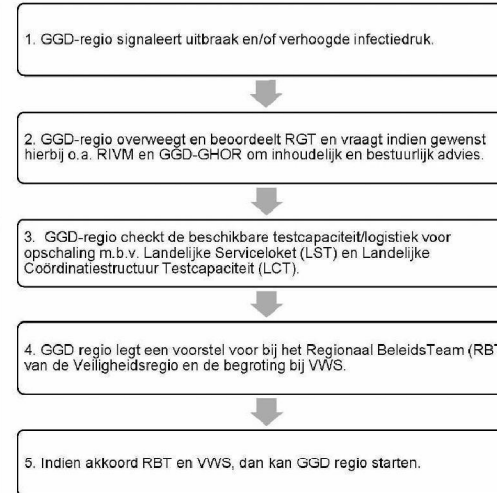 1. GGD-regio signaleert uitbraak en/of verhoogde infectiedruk.
2. GGD-regio overweegt en beoordeelt RGT en vraagt indien gewenst
hierbij o.a. RIVM en GGD-GHOR om inhoudelijk en bestuurlijk advies.
3. GGD-regio checkt de beschikbare testcapaciteit/logistiek voor
opschaling m.b.v. Landelijke Serviceloket (LST) en Landelijke
Coördinatiestructuur Testcapaciteit (LCT).
4. GGD regio legt een voorstel voor bij het Regionaal BeleidsTeam (RBT
van de Veiligheidsregio en de begroting bij VWS.
5. Indien akkoord RBT en VWS, dan kan GGD regio starten.